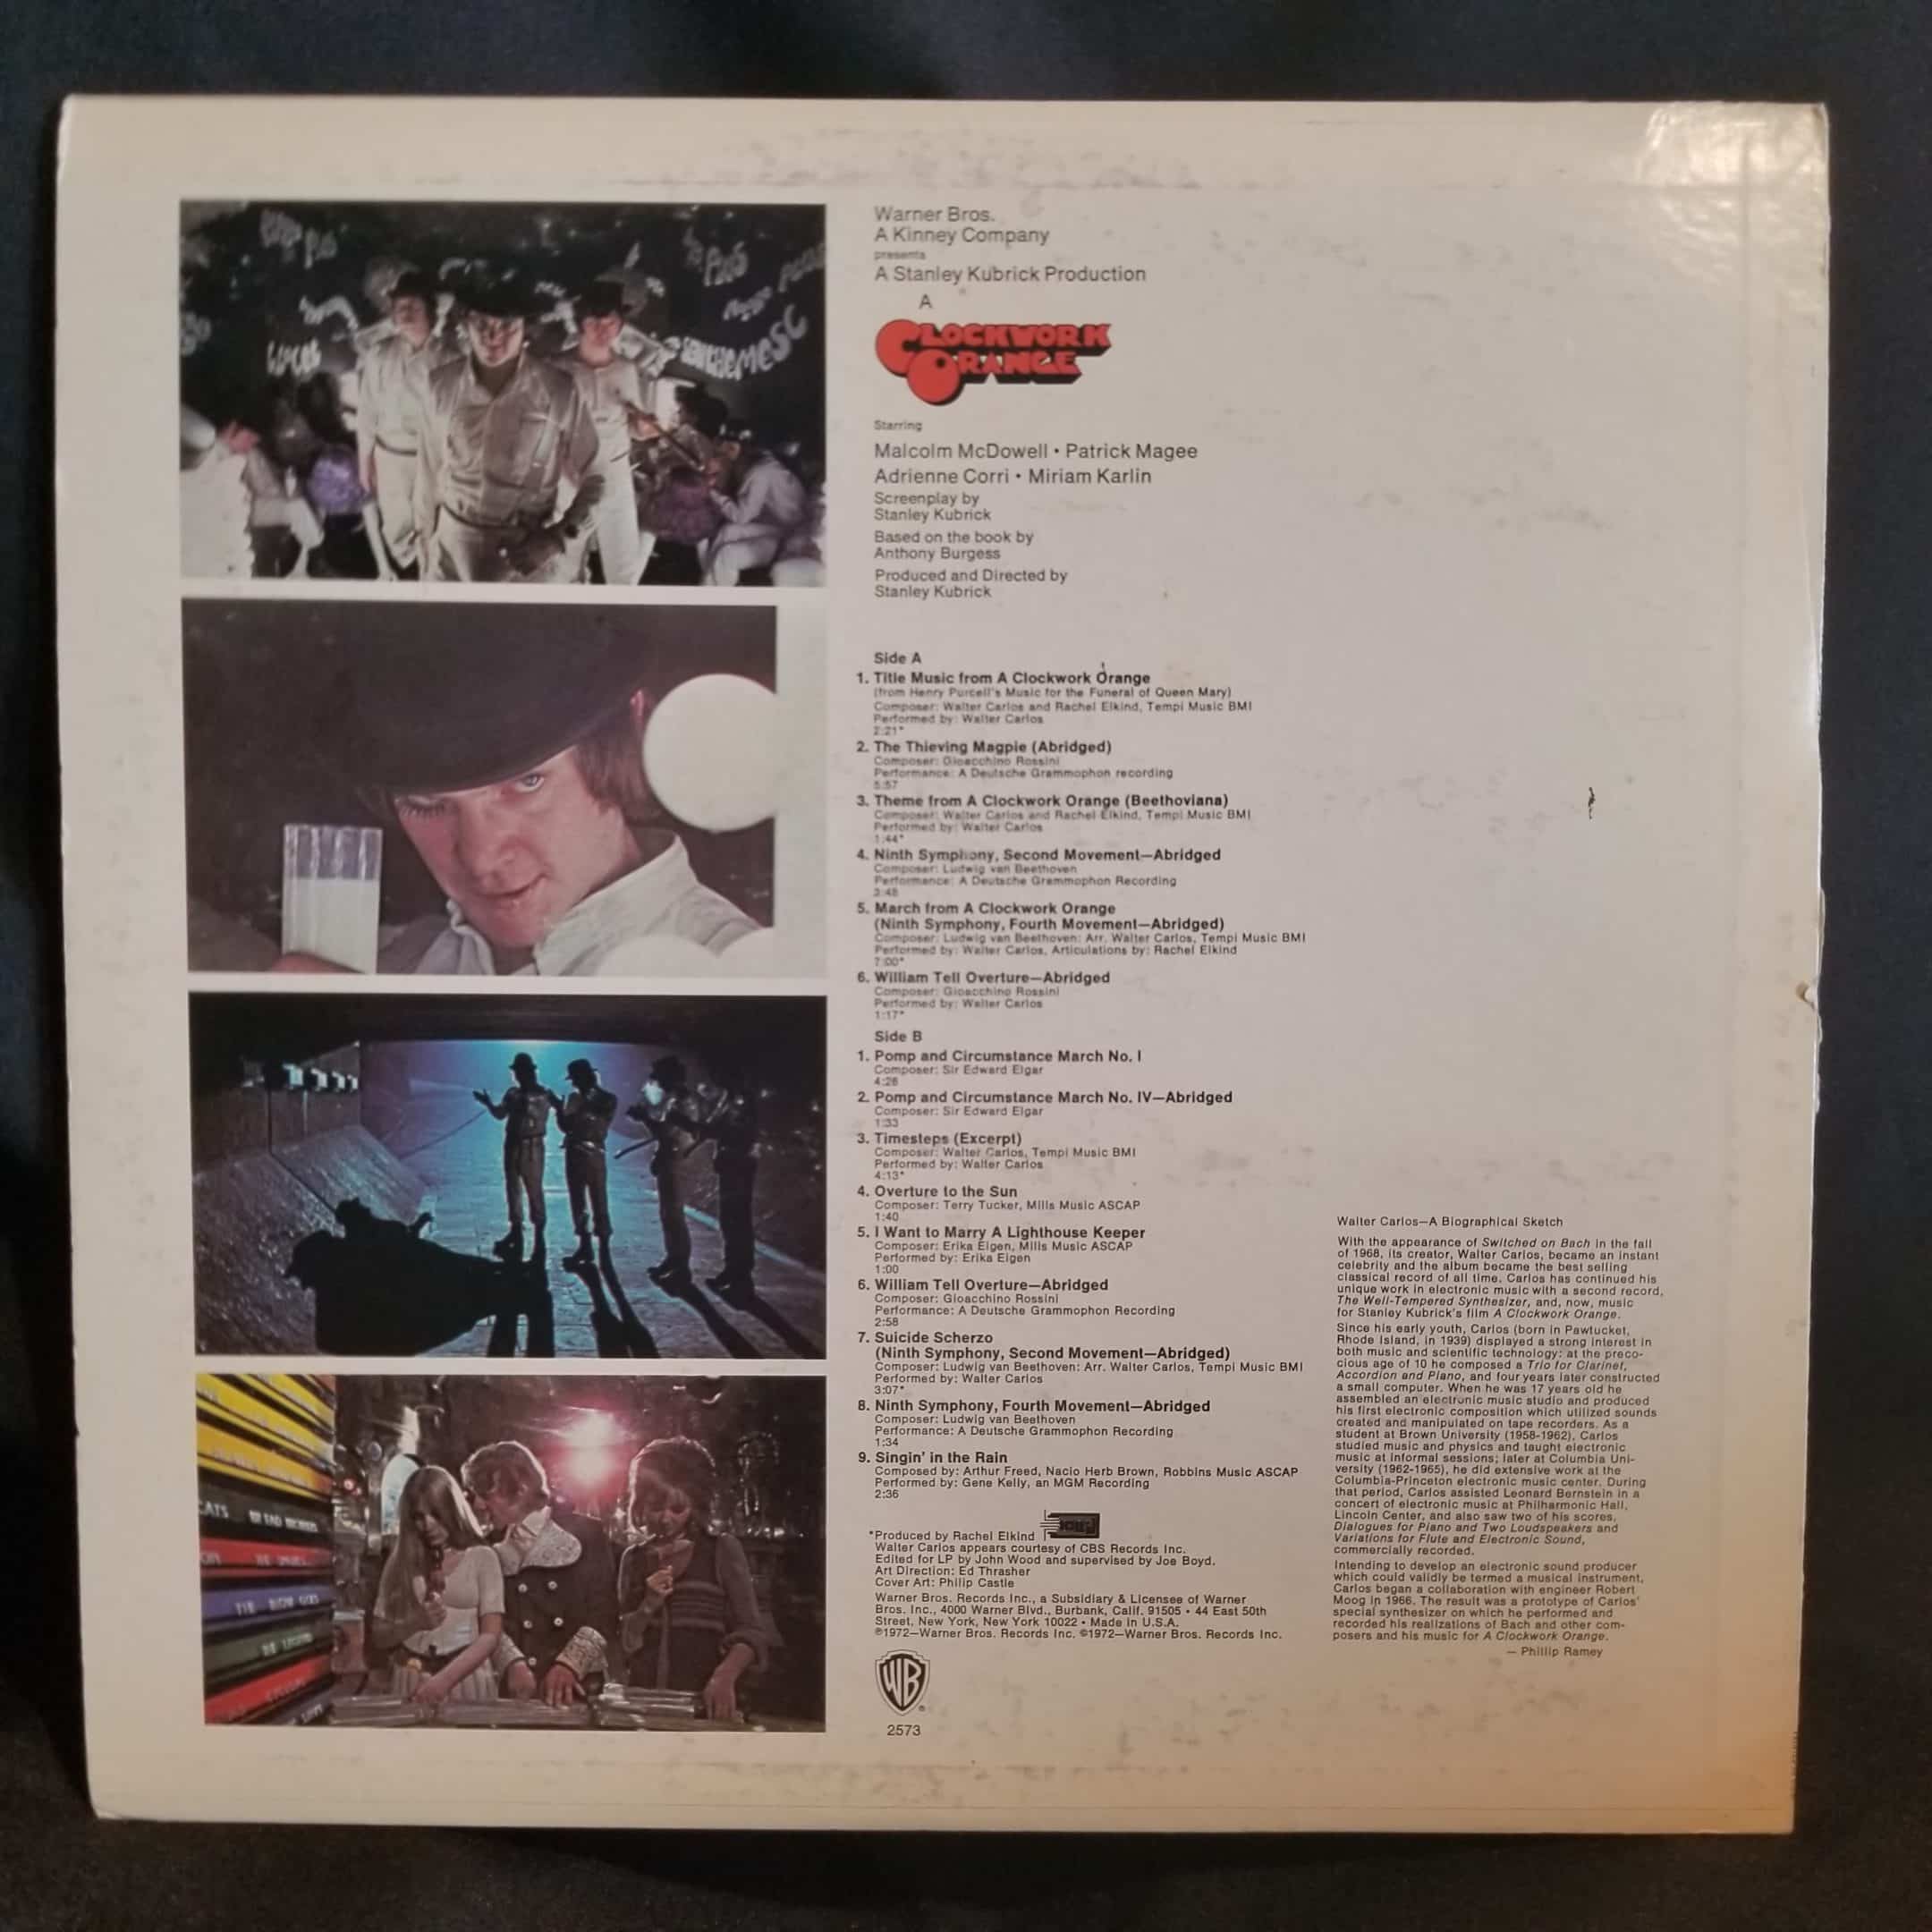 Warner Bros.
A Kinney Company
presents
A Stanley Kubrick Production
A
CLOCKWORK
ORANGE
Starring
Malcolm McDowell • Patrick Magee
Adrienne Corri • Miriam Karlin
Screenplay by
Stanley Kubrick
Based on the book by
Anthony Burgess
Produced and Directed by
Stanley Kubrick
Side A
1. Title Music from A Clockwork Orange
(from Henry Purcell's Music for the Funeral of Queen Mary)
Composer: Walter Carlos and Rachel Elkind, Tempi Music BMI
Performed by: Walter Carlos
2:21*
2. The Thieving Magpie (Abridged)
Composer: Gioacchino Rossini
Performance: A Deutsche Grammophon recording
5:57
3. Theme from A Clockwork Orange (Beethoviana)
Composer: Walter Carlos and Rachel Elkind, Tempi Music BMI
Performed by: Walter Carlos
1:44*
4. Ninth Symphony, Second Movement—Abridged
Composer: Ludwig van Beethoven
Performance: A Deutsche Grammophon Recording
3:48
5. March from A Clockwork Orange
(Ninth Symphony, Fourth Movement—Abridged)
Composer: Ludwig van Beethoven: Arr. Walter Carlos, Tempi Music BMI
Performed by: Walter Carlos, Articulations by: Rachel Elkind
7:00*
6. William Tell Overture—Abridged
Composer: Gioacchino Rossini
Performed by: Walter Carlos
1:17*
Side B
1. Pomp and Circumstance March No. I
Composer: Sir Edward Elgar
4:28
2. Pomp and Circumstance March No. IV—Abridged
Composer: Sir Edward Elgar
1:33
3. Timesteps (Excerpt)
Composer: Walter Carlos, Tempi Music BMI
Performed by: Walter Carlos
4:13*
4. Overture to the Sun
Composer: Terry Tucker, Mills Music ASCAP
1:40
5. I Want to Marry A Lighthouse Keeper
Composer: Erika Eigen, Mills Music ASCAP
Performed by: Erika Eigen
1:00
6. William Tell Overture—Abridged
Composer: Gioacchino Rossini
Performance: A Deutsche Grammophon Recording
2:58
7. Suicide Scherzo
(Ninth Symphony, Second Movement—Abridged)
Composer: Ludwig van Beethoven: Arr. Walter Carlos, Tempi Music BMI
Performed by: Walter Carlos
3:07*
8. Ninth Symphony, Fourth Movement—Abridged
Composer: Ludwig van Beethoven
Performance: A Deutsche Grammophon Recording
1:34
9. Singin' in the Rain
Composed by: Arthur Freed, Nacio Herb Brown, Robbins Music ASCAP
Performed by: Gene Kelly, an MGM Recording
2:36
*Produced by Rachel Elkind
Walter Carlos appears courtesy of CBS Records Inc.
Edited for LP by John Wood and supervised by Joe Boyd.
Art Direction: Ed Thrasher
Cover Art: Philip Castle
Warner Bros. Records Inc., a Subsidiary & Licensee of Warner
Bros. Inc., 4000 Warner Blvd., Burbank, Calif. 91505 • 44 East 50th
Street, New York, New York 10022 • Made in U.S.A.
℗1972—Warner Bros. Records Inc. ©1972—Warner Bros. Records Inc.
WB
2573
Walter Carlos—A Biographical Sketch
With the appearance of Switched on Bach in the fall
of 1968, its creator, Walter Carlos, became an instant
celebrity and the album became the best selling
classical record of all time. Carlos has continued his
unique work in electronic music with a second record,
The Well-Tempered Synthesizer, and, now, music
for Stanley Kubrick's film A Clockwork Orange.
Since his early youth, Carlos (born in Pawtucket,
Rhode Island, in 1939) displayed a strong interest in
both music and scientific technology: at the preco-
cious age of 10 he composed a Trio for Clarinet,
Accordion and Piano, and four years later constructed
a small computer. When he was 17 years old he
assembled an electronic music studio and produced
his first electronic composition which utilized sounds
created and manipulated on tape recorders. As a
student at Brown University (1958-1962), Carlos
studied music and physics and taught electronic
music at informal sessions; later at Columbia Uni-
versity (1962-1965), he did extensive work at the
Columbia-Princeton electronic music center. During
that period, Carlos assisted Leonard Bernstein in a
concert of electronic music at Philharmonic Hall,
Lincoln Center, and also saw two of his scores,
Dialogues for Piano and Two Loudspeakers and
Variations for Flute and Electronic Sound,
commercially recorded.
Intending to develop an electronic sound producer
which could validly be termed a musical instrument,
Carlos began a collaboration with engineer Robert
Moog in 1966. The result was a prototype of Carlos'
special synthesizer on which he performed and
recorded his realizations of Bach and other com-
posers and his music for A Clockwork Orange.
— Phillip Ramey